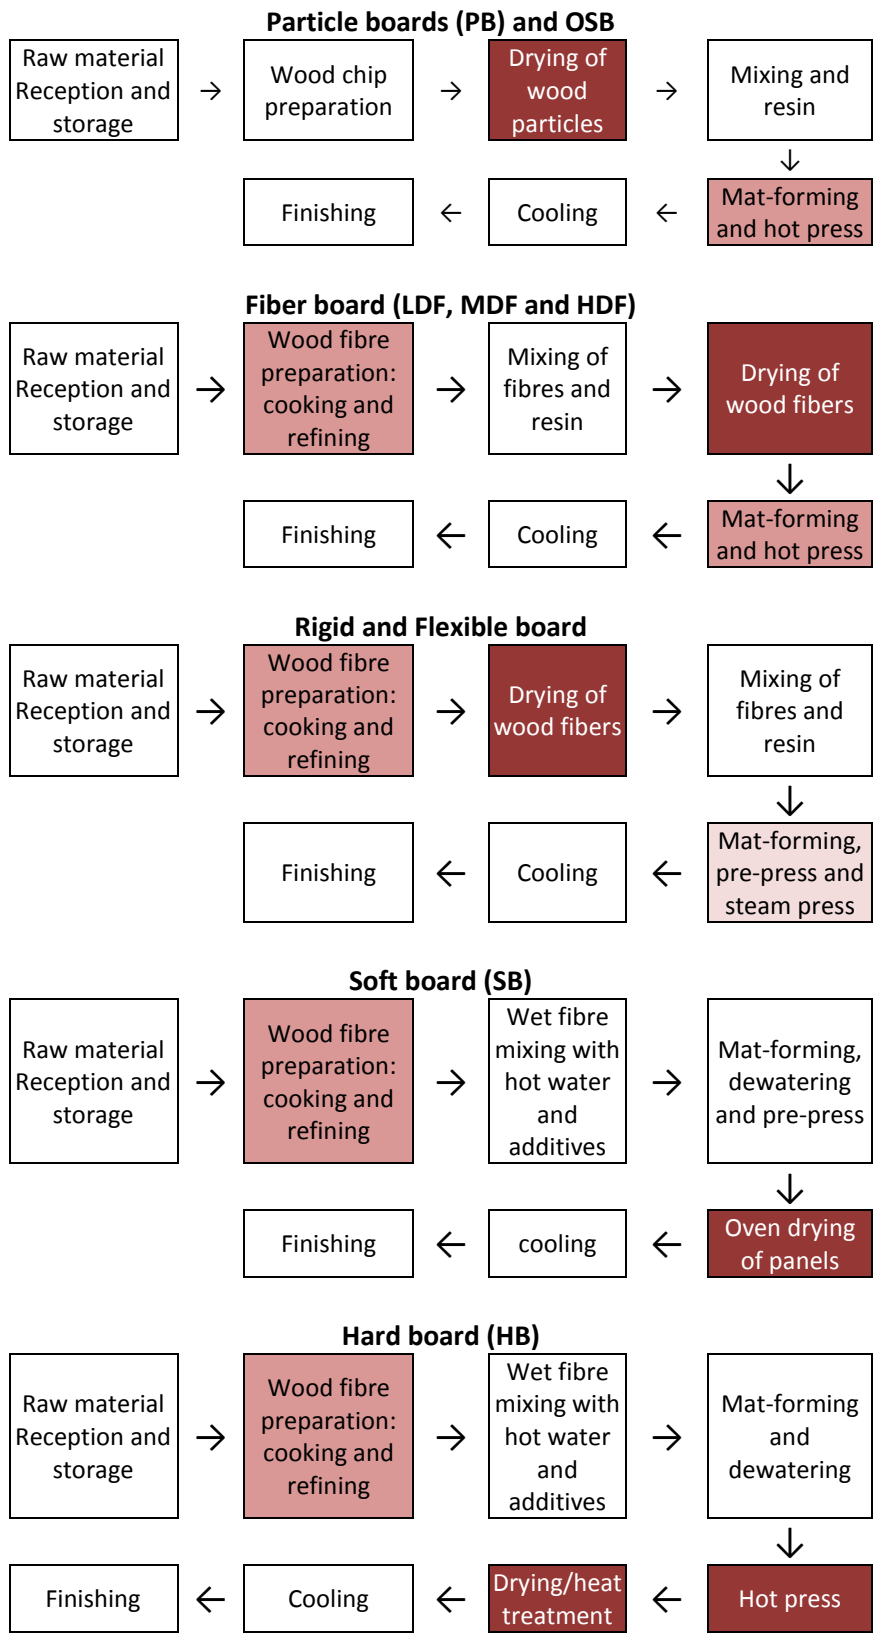 Particle boards (PB) and OSB
Raw material
Reception and
storage
→
Wood chip
preparation
→
Drying of
wood
particles
→
Mixing and
resin
↓
Mat-forming
and hot press
←
Cooling
←
Finishing
Fiber board (LDF, MDF and HDF)
Raw material
Reception and
storage
→
Wood fibre
preparation:
cooking and
refining
→
Mixing of
fibres and
resin
→
Drying of
wood fibers
↓
Mat-forming
and hot press
←
Cooling
←
Finishing
Rigid and Flexible board
Raw material
Reception and
storage
→
Wood fibre
preparation:
cooking and
refining
→
Drying of
wood fibers
→
Mixing of
fibres and
resin
↓
Mat-forming,
pre-press and
steam press
←
Cooling
←
Finishing
Soft board (SB)
Raw material
Reception and
storage
→
Wood fibre
preparation:
cooking and
refining
→
Wet fibre
mixing with
hot water
and
additives
→
Mat-forming,
dewatering
and pre-press
↓
Oven drying
of panels
←
cooling
←
Finishing
Hard board (HB)
Raw material
Reception and
storage
→
Wood fibre
preparation:
cooking and
refining
→
Wet fibre
mixing with
hot water
and
additives
→
Mat-forming
and
dewatering
↓
Hot press
←
Drying/heat
treatment
←
Cooling
←
Finishing